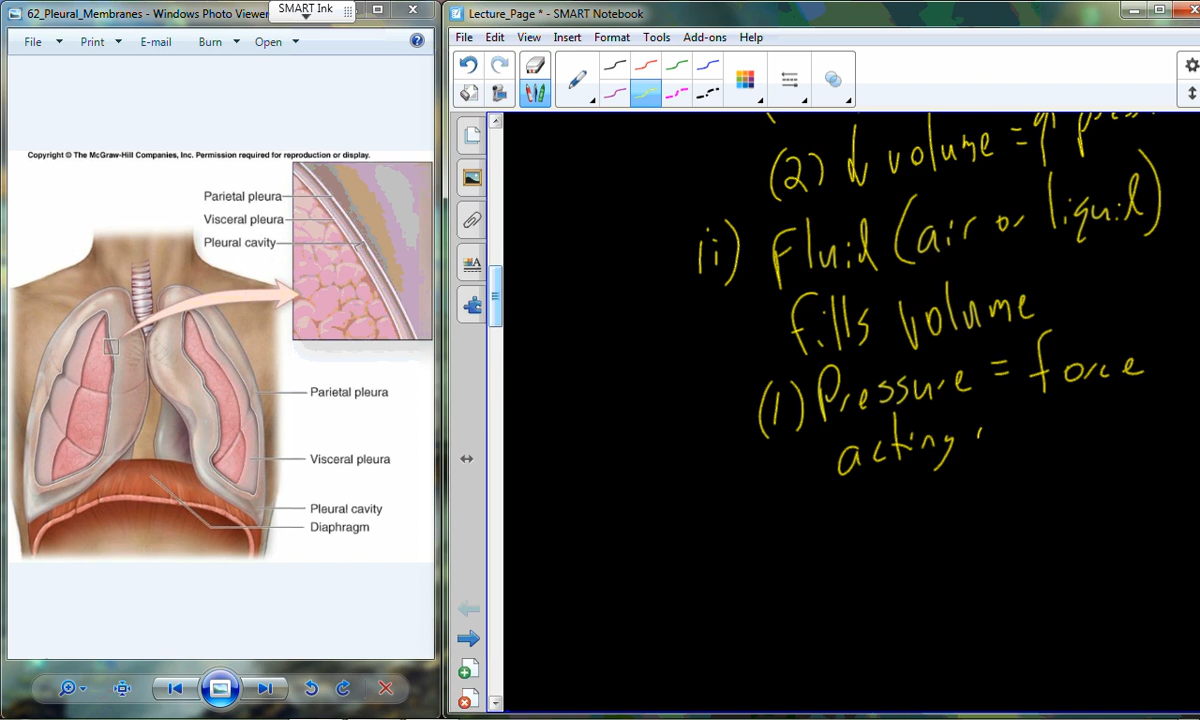 62_Pleural_Membranes - Windows Photo Viewer
SMART Ink
File Print E-mail Burn Open
Copyright © The McGraw-Hill Companies, Inc. Permission required for reproduction or display.
Parietal pleura
Visceral pleura
Pleural cavity
Parietal pleura
Visceral pleura
Pleural cavity
Diaphragm
Lecture_Page * - SMART Notebook
File Edit View Insert Format Tools Add-ons Help
(2) ↓ volume = ↑
ii) Fluid (air or liquid)
fills volume
(1) Pressure = force
acting